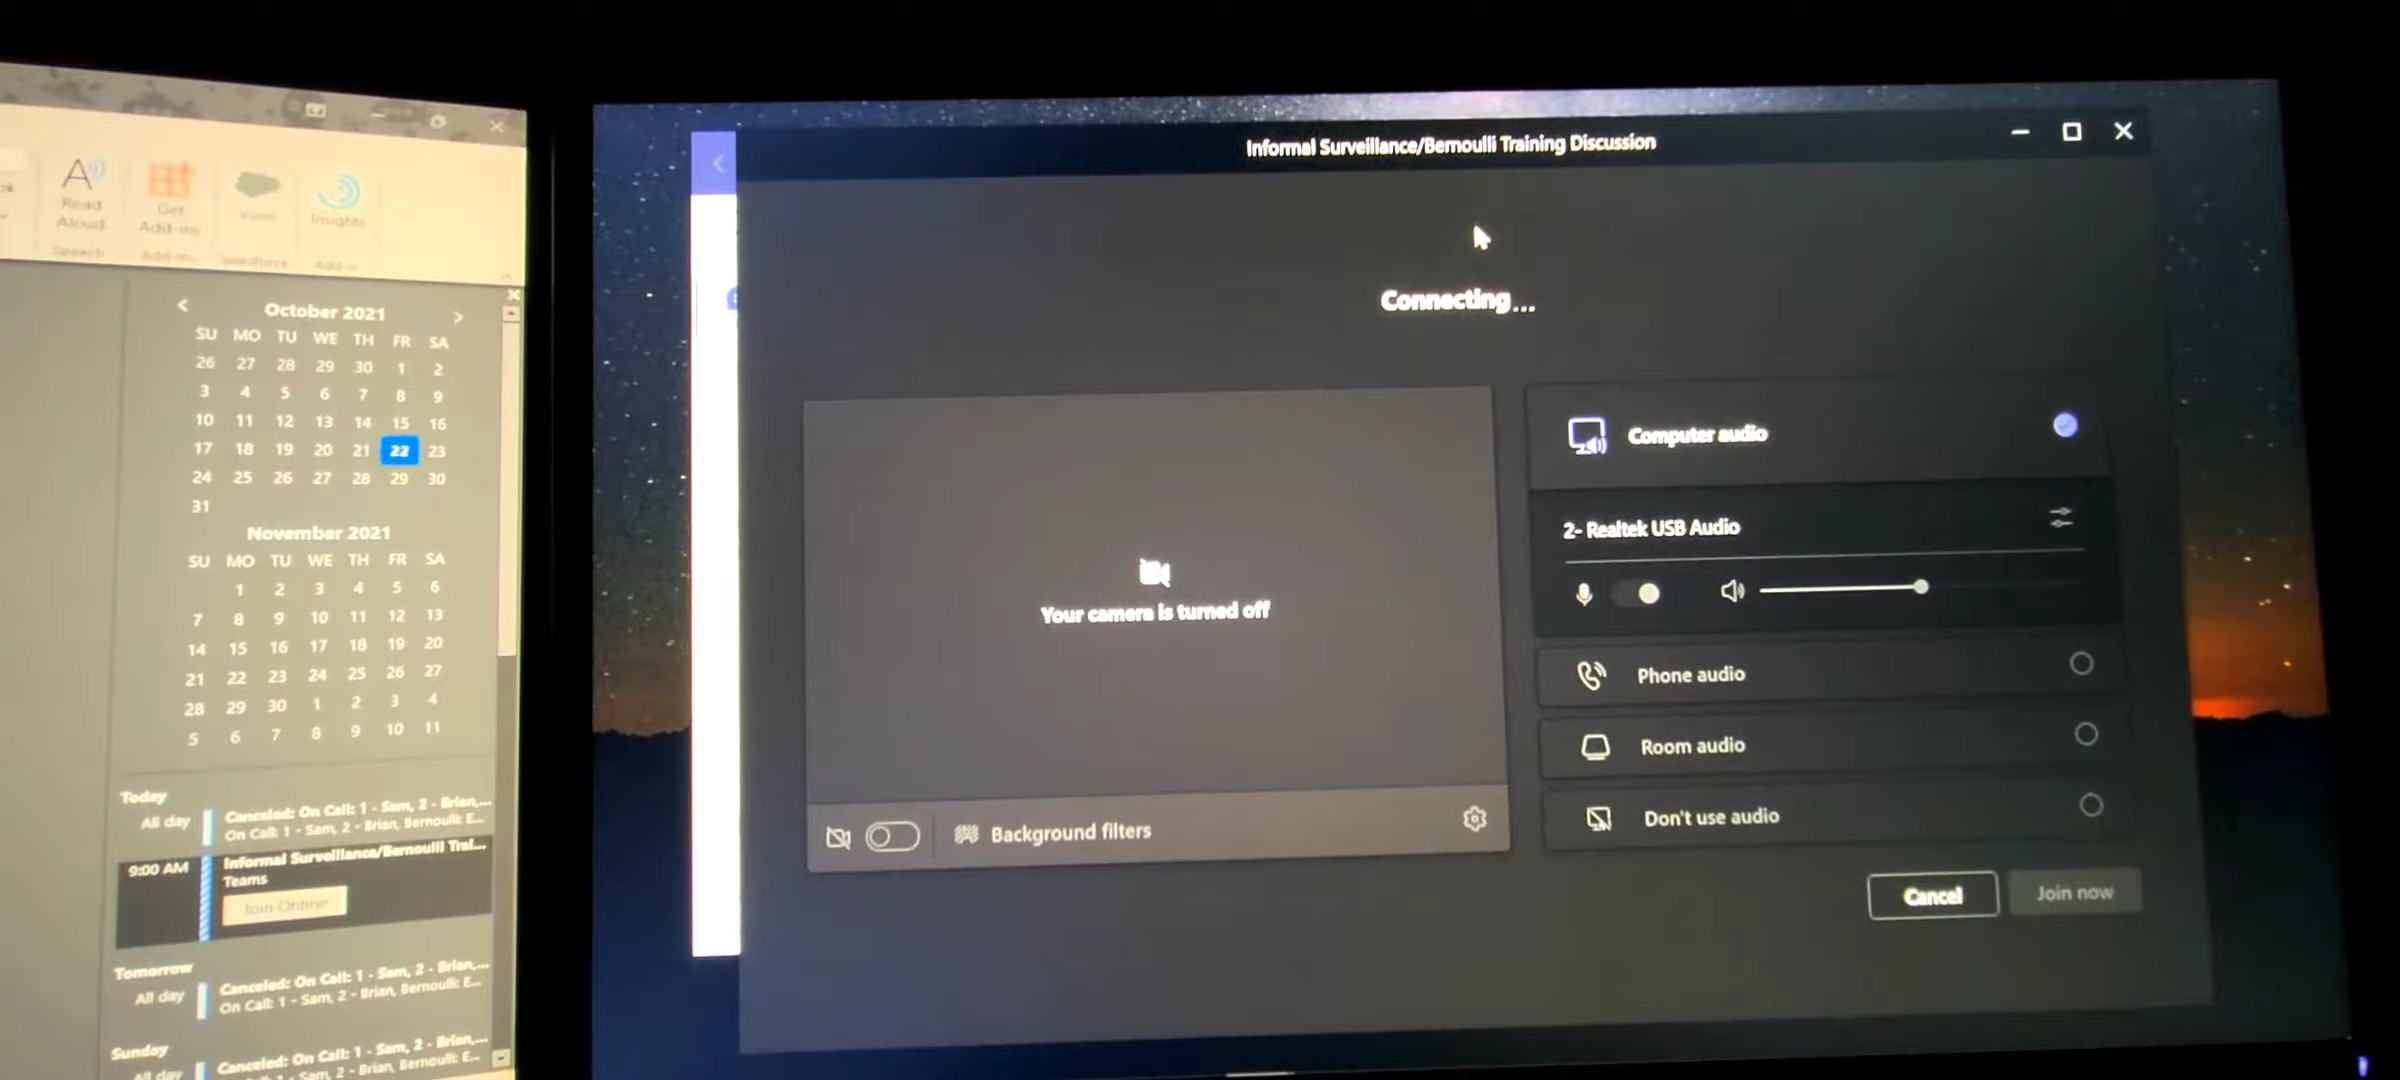 Read
Aloud
Speech
Get
Add-ins
Add-ins
View
Insights
October 2021
SU MO TU WE TH FR SA
26 27 28 29 30 1 2
3 4 5 6 7 8 9
10 11 12 13 14 15 16
17 18 19 20 21 22 23
24 25 26 27 28 29 30
31
November 2021
SU MO TU WE TH FR SA
1 2 3 4 5 6
7 8 9 10 11 12 13
14 15 16 17 18 19 20
21 22 23 24 25 26 27
28 29 30 1 2 3 4
5 6 7 8 9 10 11
Today
All day
Canceled: On Call: 1 - Sam, 2 - Brian,...
On Call: 1 - Sam, 2 - Brian, Bernoulli: E...
9:00 AM
Informal Surveillance/Bernoulli Trai...
Teams
Join Online
Tomorrow
All day
Canceled: On Call: 1 - Sam, 2 - Brian,...
On Call: 1 - Sam, 2 - Brian, Bernoulli: E...
Sunday
All day
Canceled: On Call: 1 - Sam, 2 - Brian,...
1 - Sam, 2 - Brian, Bernoulli: E...
Informal Surveillance/Bernoulli Training Discussion
Connecting...
Your camera is turned off
Background filters
Computer audio
2- Realtek USB Audio
Phone audio
Room audio
Don't use audio
Cancel
Join now